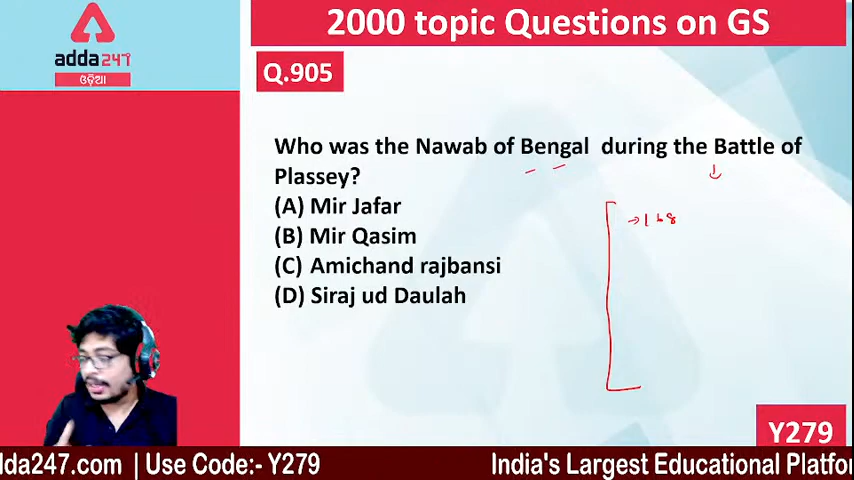 2000 topic Questions on GS
adda247
ଓଡ଼ିଆ
Q.905
Who was the Nawab of Bengal during the Battle of
Plassey?
(A) Mir Jafar
(B) Mir Qasim
(C) Amichand rajbansi
(D) Siraj ud Daulah
Y279
dda247.com | Use Code:- Y279
India's Largest Educational Platfo